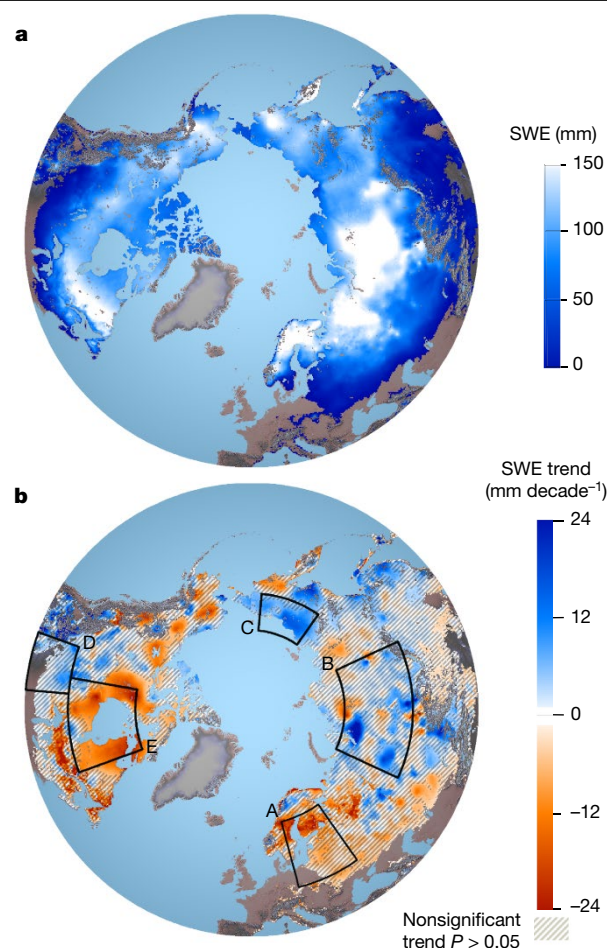 a
SWE (mm)
150
100
50
0
b
SWE trend
(mm decade⁻¹)
24
12
0
−12
−24
A
B
C
D
E
Nonsignificant
trend P > 0.05